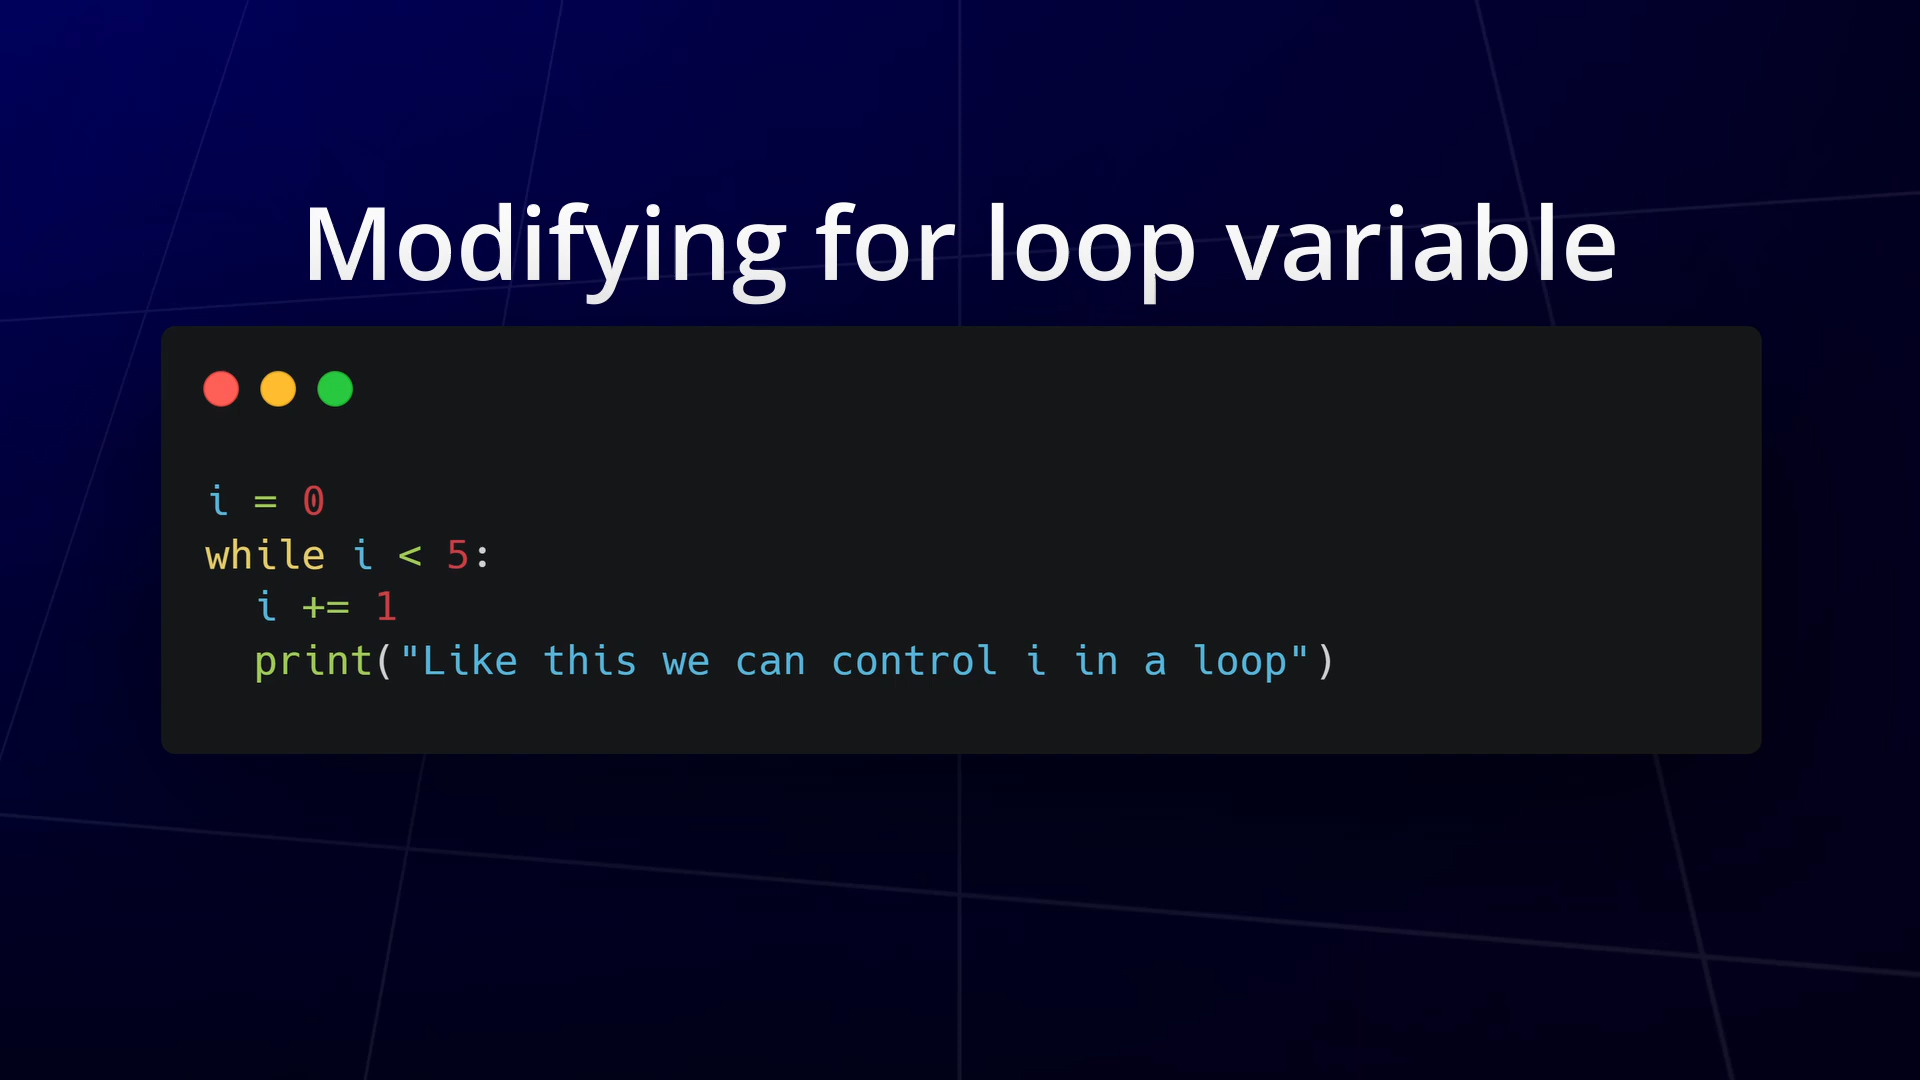 Modifying for loop variable
i = 0
while i < 5:
  i += 1
  print("Like this we can control i in a loop")